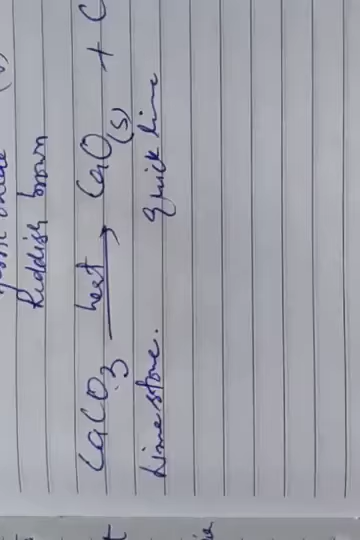 Reddish brown
CaCO3 heat → CaO(s) + C
Limestone. Quick lime